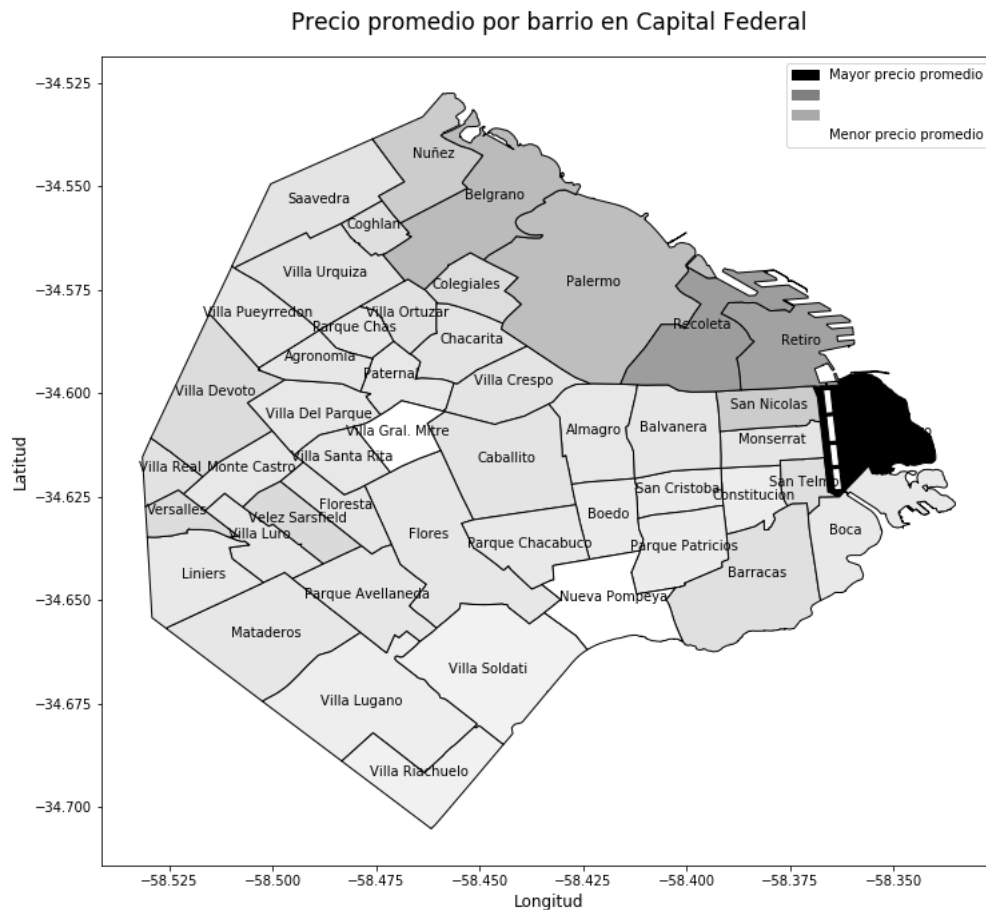 Precio promedio por barrio en Capital Federal
Mayor precio promedio
Menor precio promedio
Latitud
−34.525
−34.550
−34.575
−34.600
−34.625
−34.650
−34.675
−34.700
Nuñez
Belgrano
Saavedra
Coghlan
Villa Urquiza
Colegiales
Palermo
Villa Pueyrredon
Villa Ortuzar
Parque Chas
Chacarita
Recoleta
Retiro
Agronomia
Paternal
Villa Crespo
Villa Devoto
San Nicolas
Villa Del Parque
Villa Gral. Mitre
Almagro
Balvanera
Monserrat
Villa Real
Monte Castro
Villa Santa Rita
Caballito
San Telmo
San Cristoba
Constitucion
Versalles
Velez Sarsfield
Floresta
Villa Luro
Flores
Parque Chacabuco
Boedo
Parque Patricios
Boca
Liniers
Parque Avellaneda
Nueva Pompeya
Barracas
Mataderos
Villa Soldati
Villa Lugano
Villa Riachuelo
−58.525
−58.500
−58.475
−58.450
−58.425
−58.400
−58.375
−58.350
Longitud